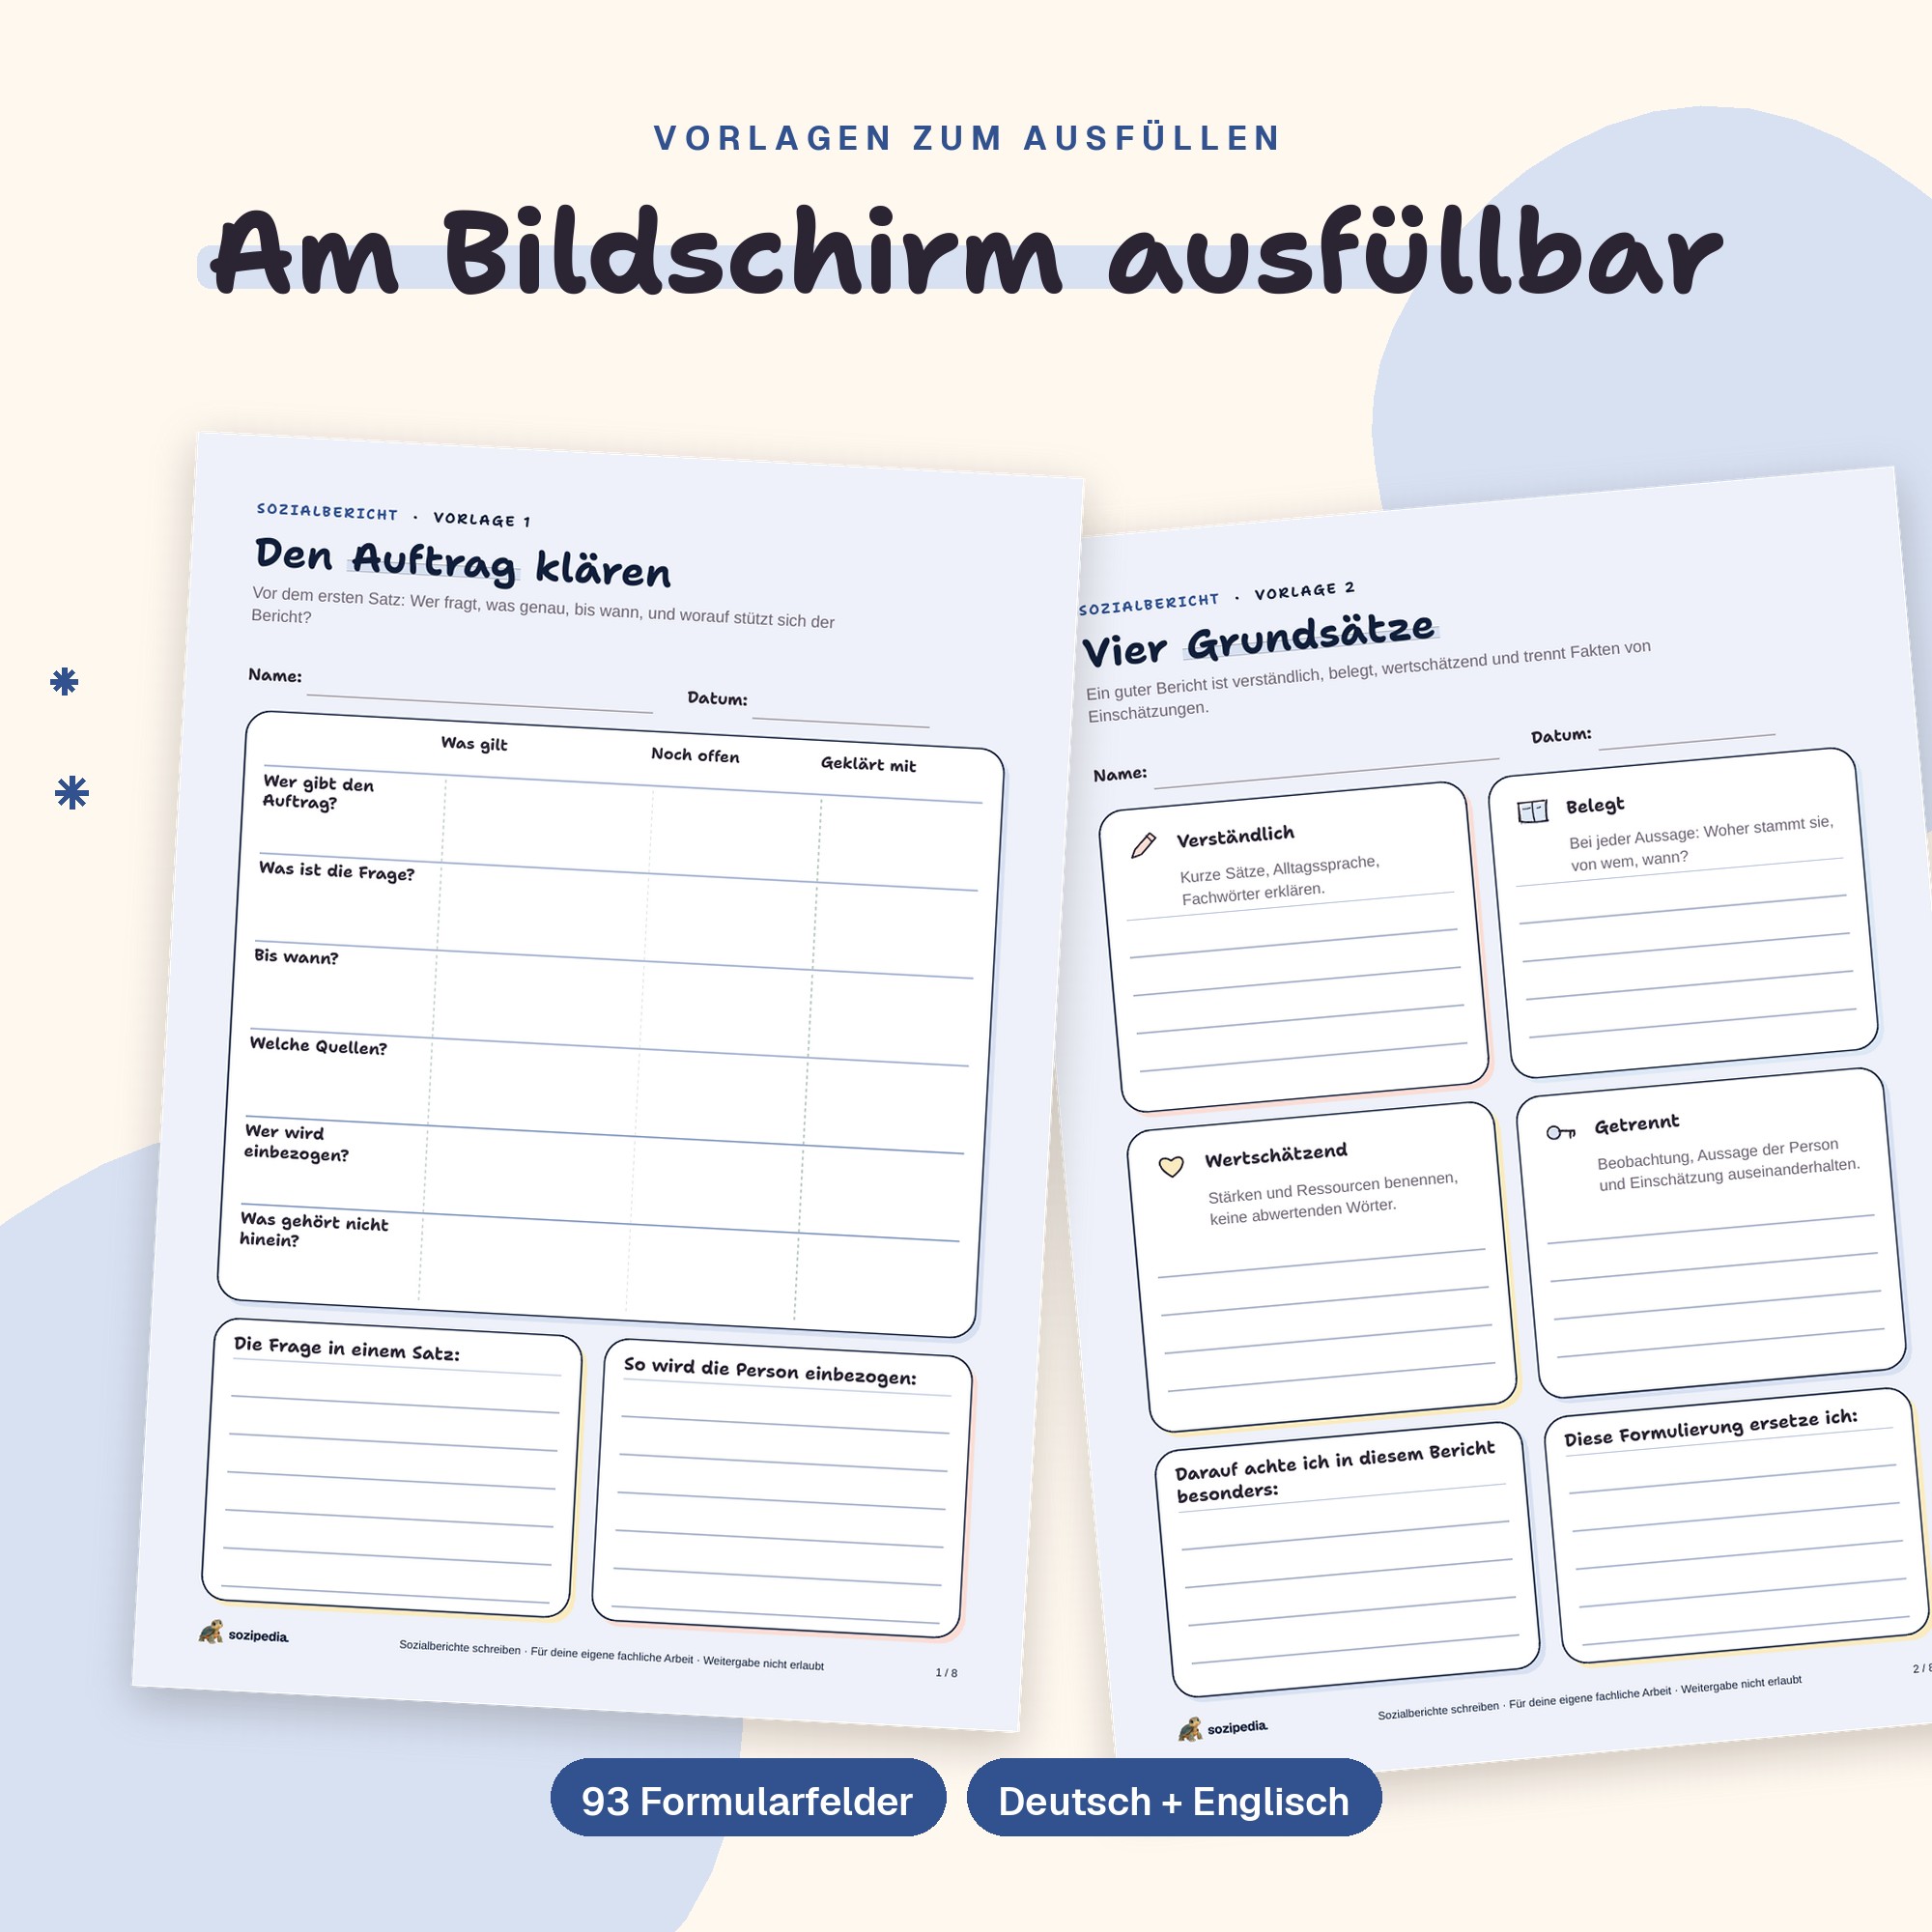 VORLAGEN ZUM AUSFÜLLEN
Am Bildschirm ausfüllbar
SOZIALBERICHT · VORLAGE 1
Den Auftrag klären
Vor dem ersten Satz: Wer fragt, was genau, bis wann, und worauf stützt sich der
Bericht?
Name:
Datum:
Was gilt
Noch offen
Geklärt mit
Wer gibt den
Auftrag?
Was ist die Frage?
Bis wann?
Welche Quellen?
Wer wird
einbezogen?
Was gehört nicht
hinein?
Die Frage in einem Satz:
So wird die Person einbezogen:
sozipedia.
Sozialberichte schreiben · Für deine eigene fachliche Arbeit · Weitergabe nicht erlaubt
1 / 8
SOZIALBERICHT · VORLAGE 2
Vier Grundsätze
Ein guter Bericht ist verständlich, belegt, wertschätzend und trennt Fakten von
Einschätzungen.
Name:
Datum:
Verständlich
Kurze Sätze, Alltagssprache,
Fachwörter erklären.
Belegt
Bei jeder Aussage: Woher stammt sie,
von wem, wann?
Wertschätzend
Stärken und Ressourcen benennen,
keine abwertenden Wörter.
Getrennt
Beobachtung, Aussage der Person
und Einschätzung auseinanderhalten.
Darauf achte ich in diesem Bericht
besonders:
Diese Formulierung ersetze ich:
sozipedia.
Sozialberichte schreiben · Für deine eigene fachliche Arbeit · Weitergabe nicht erlaubt
2 / 8
93 Formularfelder
Deutsch + Englisch